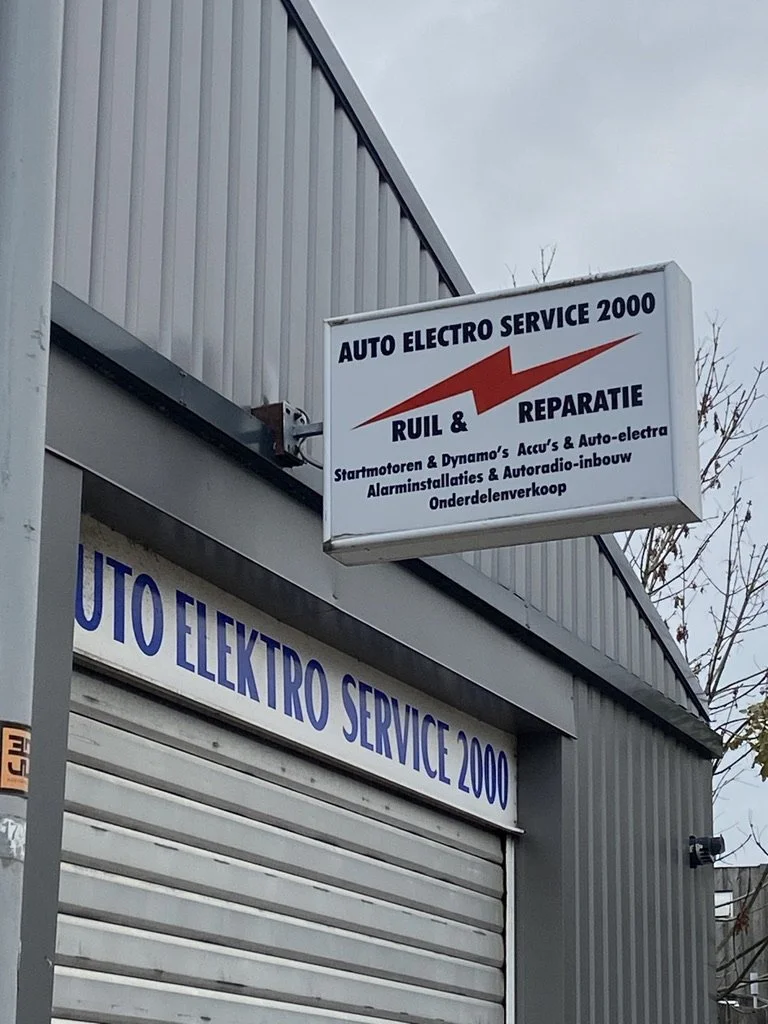 AUTO ELECTRO SERVICE 2000
RUIL & REPARATIE
Startmotoren & Dynamo's Accu's & Auto-electra
Alarminstallaties & Autoradio-inbouw
Onderdelenverkoop
UTO ELEKTRO SERVICE 2000